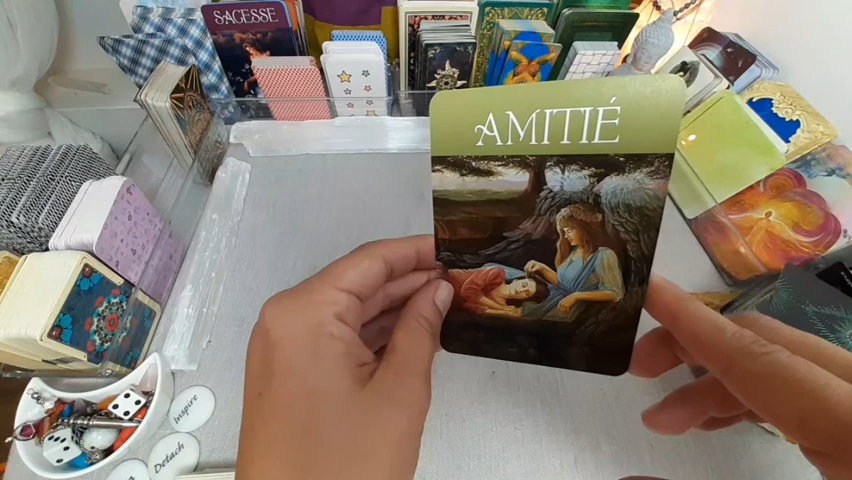 SAGESSE
AMITIÉ
Inspire
Detach